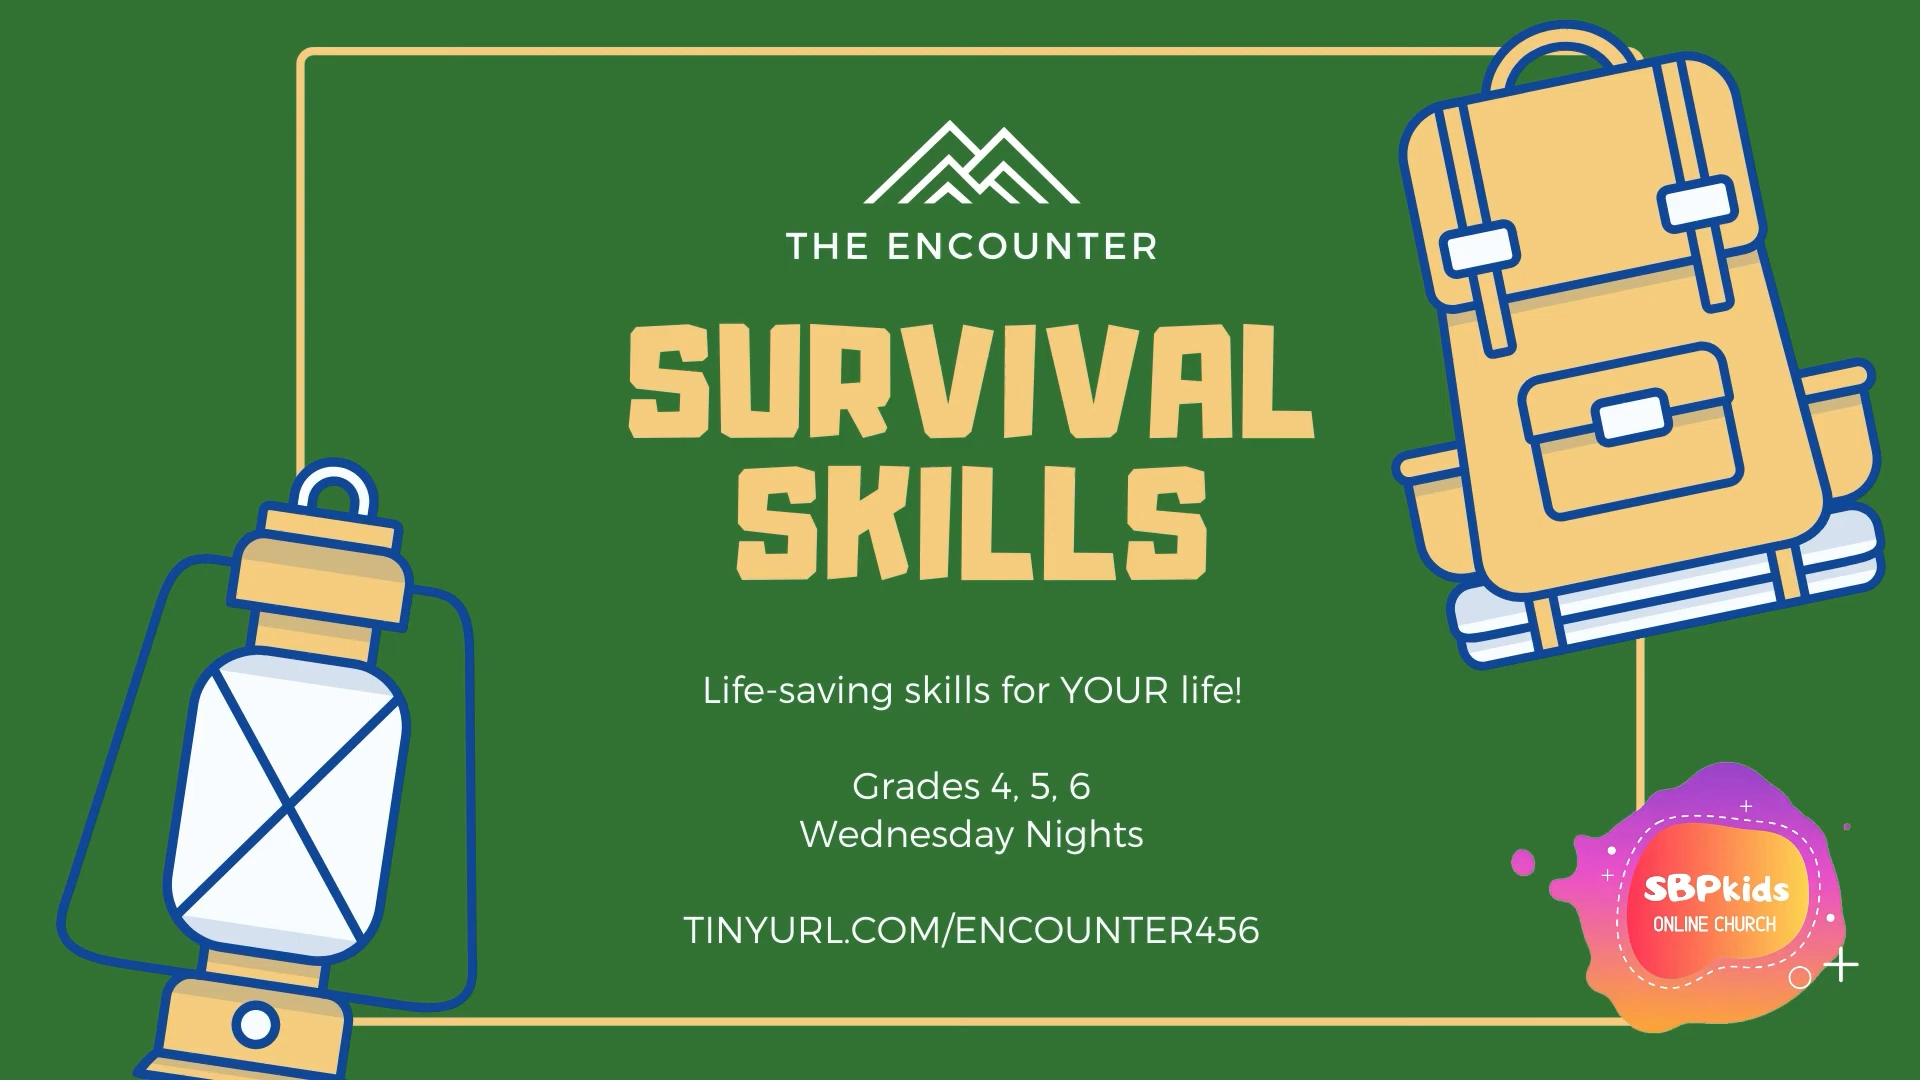 THE ENCOUNTER
SURVIVAL
SKILLS
Life-saving skills for YOUR life!
Grades 4, 5, 6
Wednesday Nights
TINYURL.COM/ENCOUNTER456
SBPkids
ONLINE CHURCH